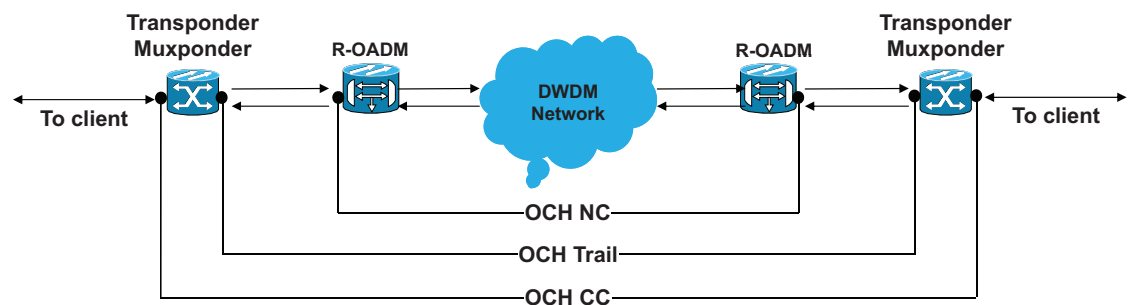 Transponder
Muxponder
R-OADM
DWDM
Network
R-OADM
Transponder
Muxponder
To client
To client
OCH NC
OCH Trail
OCH CC